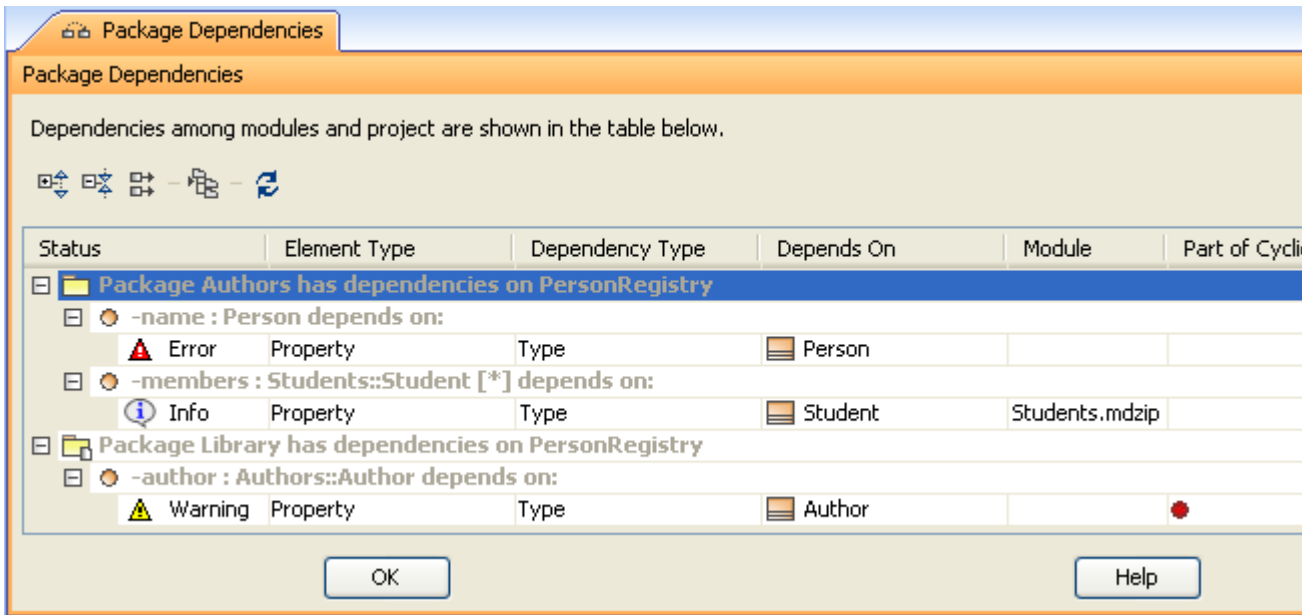 Package Dependencies
Package Dependencies
Dependencies among modules and project are shown in the table below.
Status Element Type Dependency Type Depends On Module Part of Cycli
Package Authors has dependencies on PersonRegistry
-name : Person depends on:
Error Property Type Person
-members : Students::Student [*] depends on:
Info Property Type Student Students.mdzip
Package Library has dependencies on PersonRegistry
-author : Authors::Author depends on:
Warning Property Type Author
OK Help